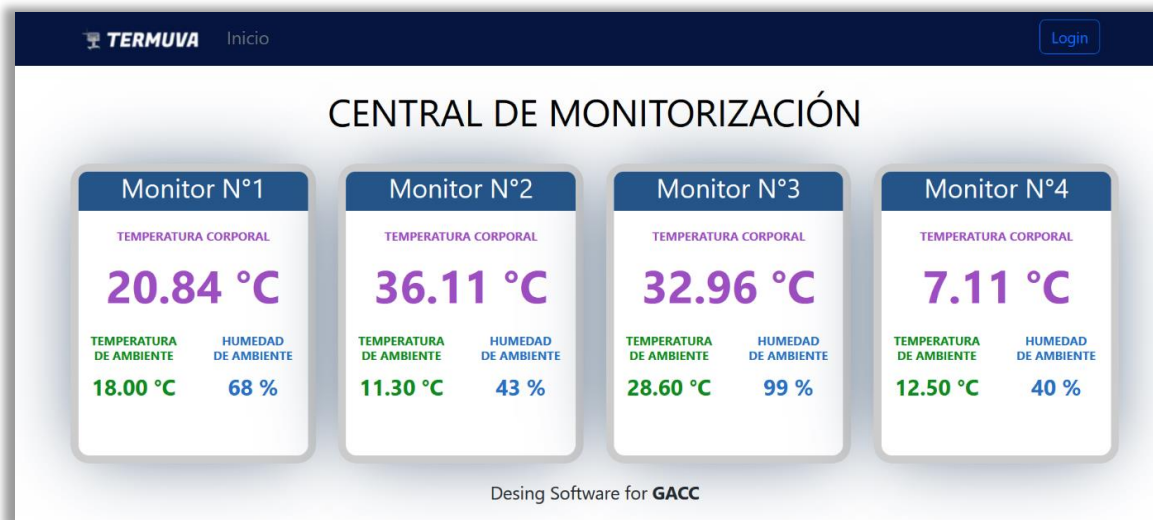 TERMUVA Inicio Login
CENTRAL DE MONITORIZACIÓN
Monitor N°1
TEMPERATURA CORPORAL
20.84 °C
TEMPERATURA
DE AMBIENTE
18.00 °C
HUMEDAD
DE AMBIENTE
68 %
Monitor N°2
TEMPERATURA CORPORAL
36.11 °C
TEMPERATURA
DE AMBIENTE
11.30 °C
HUMEDAD
DE AMBIENTE
43 %
Monitor N°3
TEMPERATURA CORPORAL
32.96 °C
TEMPERATURA
DE AMBIENTE
28.60 °C
HUMEDAD
DE AMBIENTE
99 %
Monitor N°4
TEMPERATURA CORPORAL
7.11 °C
TEMPERATURA
DE AMBIENTE
12.50 °C
HUMEDAD
DE AMBIENTE
40 %
Desing Software for GACC